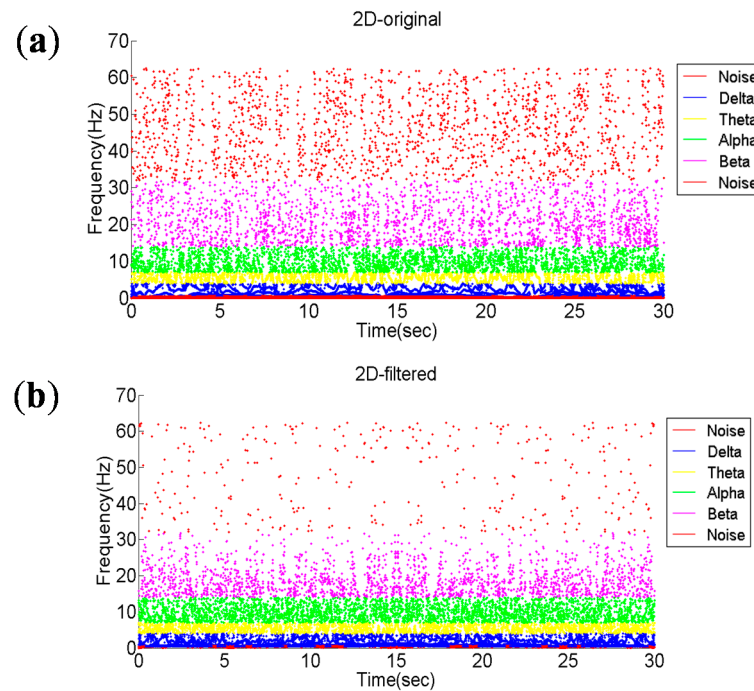 (a)
2D-original
Frequency(Hz)
70
60
50
40
30
20
10
0
0 5 10 15 20 25 30
Time(sec)
Noise
Delta
Theta
Alpha
Beta
Noise
(b)
2D-filtered
Frequency(Hz)
70
60
50
40
30
20
10
0
0 5 10 15 20 25 30
Time(sec)
Noise
Delta
Theta
Alpha
Beta
Noise